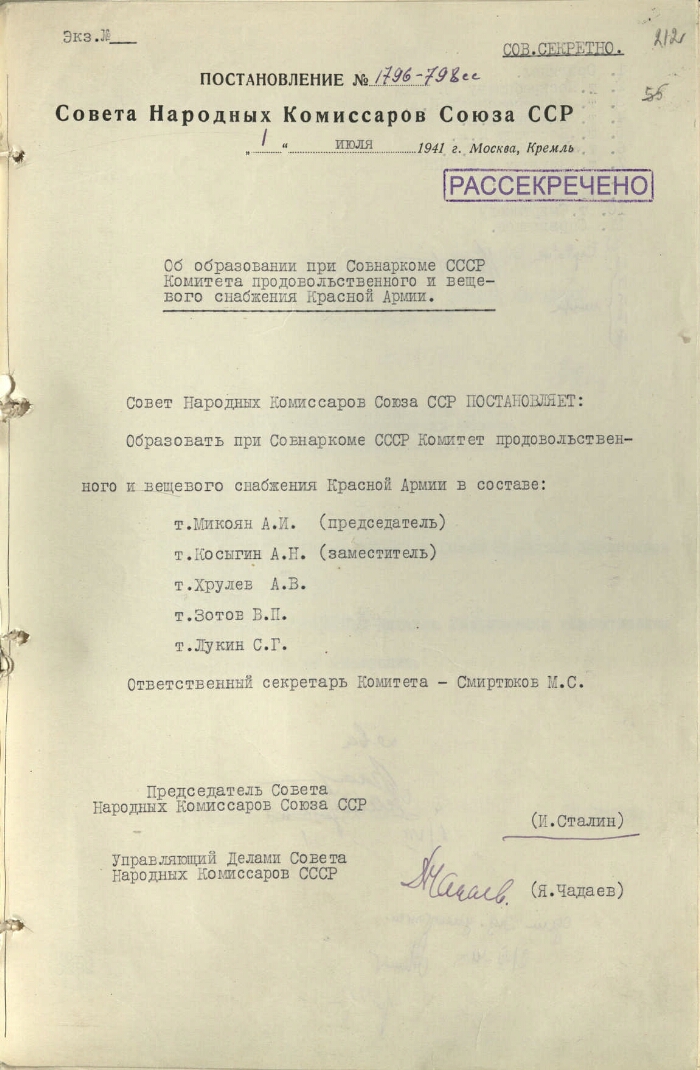 Экз.№
СОВ.СЕКРЕТНО.
212
55
ПОСТАНОВЛЕНИЕ № 1796-798сс
Совета Народных Комиссаров Союза ССР
„ 1 “ июля 1941 г. Москва, Кремль
РАССЕКРЕЧЕНО
Об образовании при Совнаркоме СССР
Комитета продовольственного и веще-
вого снабжения Красной Армии.
Совет Народных Комиссаров Союза ССР ПОСТАНОВЛЯЕТ:
Образовать при Совнаркоме СССР Комитет продовольствен-
ного и вещевого снабжения Красной Армии в составе:
т.Микоян А.И. (председатель)
т.Косыгин А.Н. (заместитель)
т.Хрулев А.В.
т.Зотов В.П.
т.Лукин С.Г.
Ответственный секретарь Комитета – Смиртюков М.С.
Председатель Совета
Народных Комиссаров Союза ССР
(И.Сталин)
Управляющий Делами Совета
Народных Комиссаров СССР
Чадаев. (Я.Чадаев)